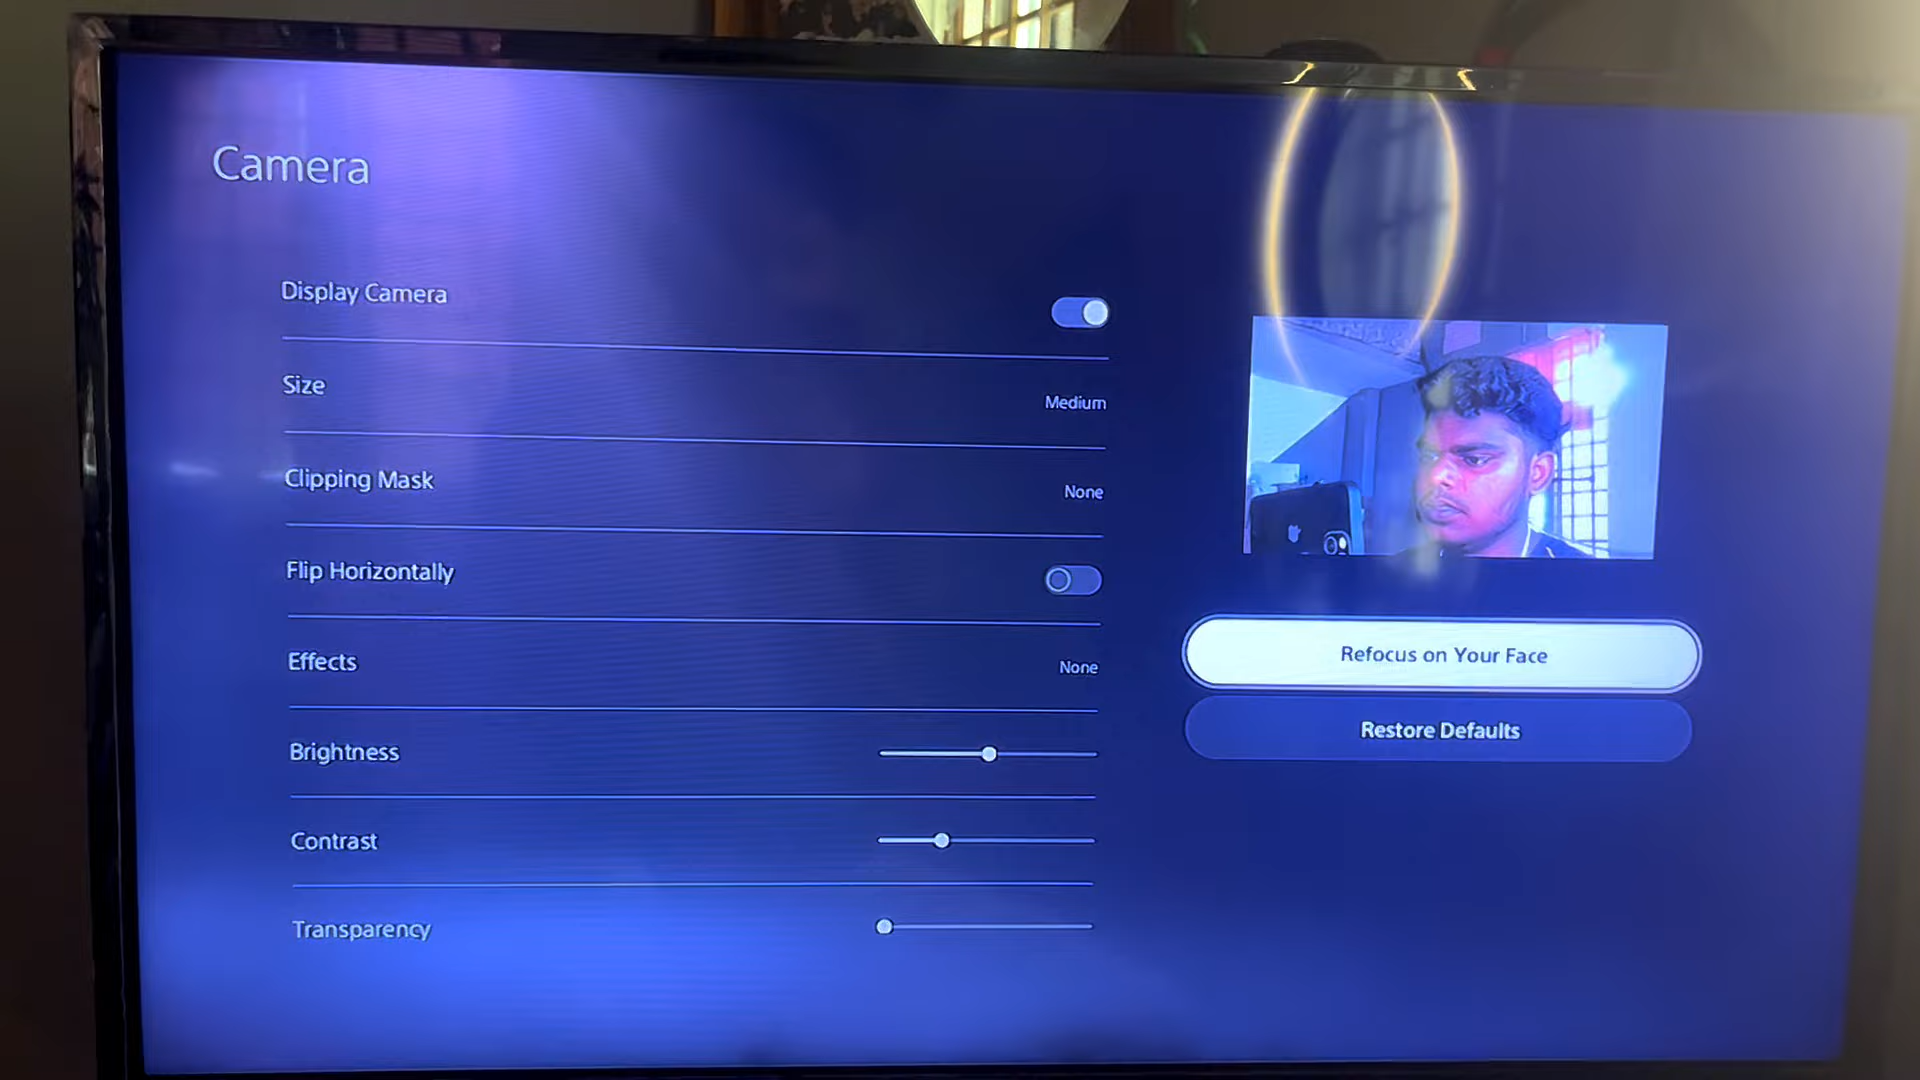 Camera
Display Camera
Size
Medium
Clipping Mask
None
Flip Horizontally
Effects
None
Brightness
Contrast
Transparency
Refocus on Your Face
Restore Defaults